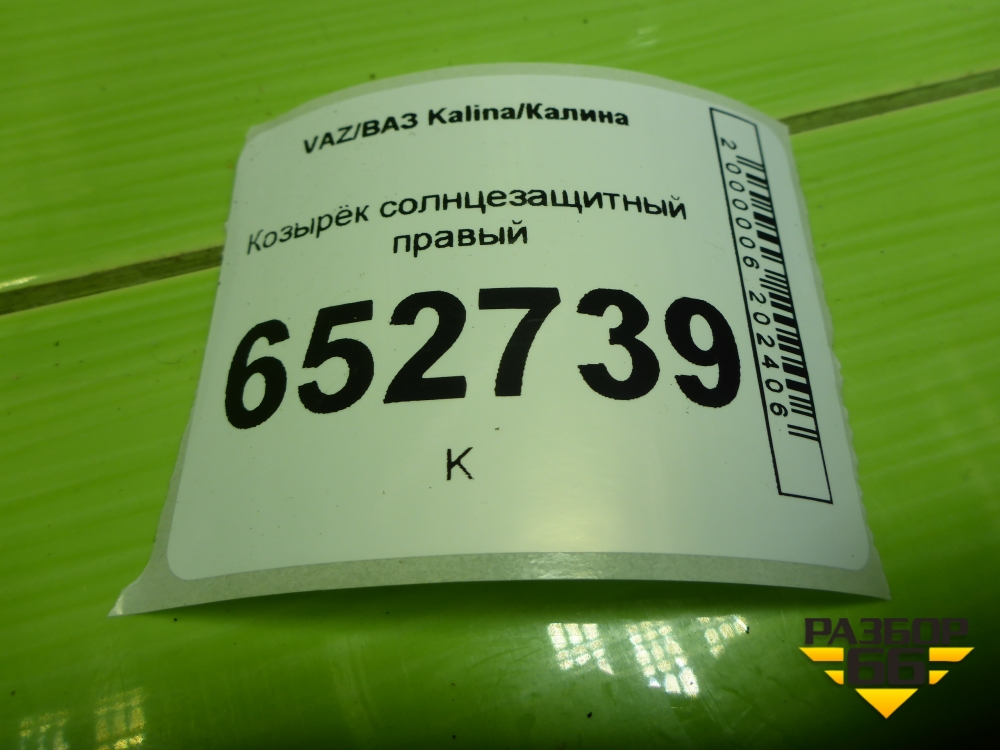 VAZ/ВАЗ Kalina/Калина
Козырёк солнцезащитный
правый
652739
К
2000006202406
РАЗБОР
66